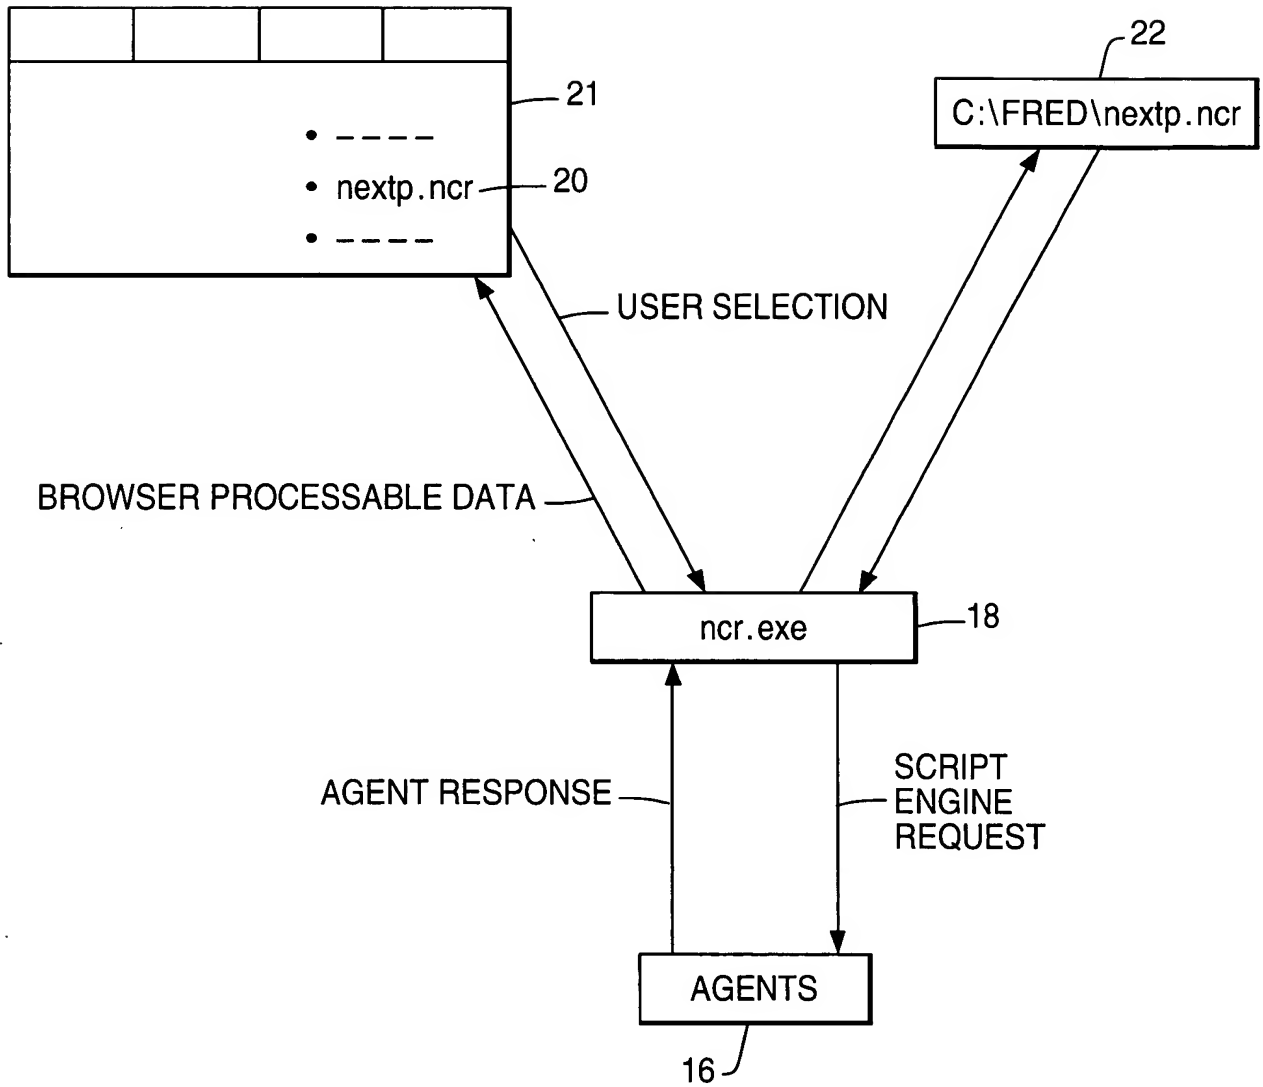 22
21
C:\FRED\nextp.ncr
nextp.ncr
20
USER SELECTION
BROWSER PROCESSABLE DATA
ncr.exe
18
SCRIPT
ENGINE
REQUEST
AGENT RESPONSE
AGENTS
16